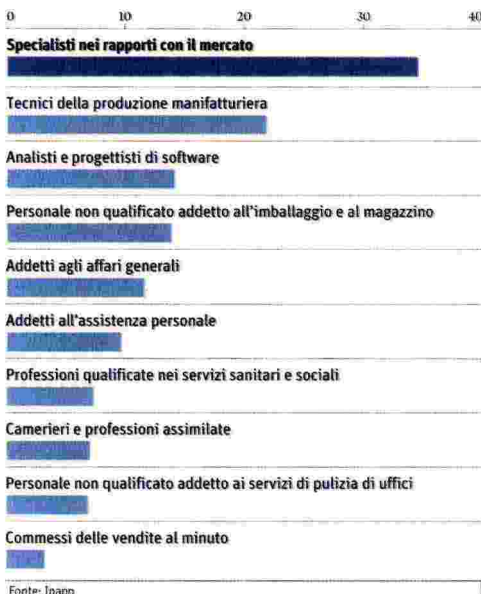 0 10 20 30 40
Specialisti nei rapporti con il mercato
Tecnici della produzione manifatturiera
Analisti e progettisti di software
Personale non qualificato addetto all'imballaggio e al magazzino
Addetti agli affari generali
Addetti all'assistenza personale
Professioni qualificate nei servizi sanitari e sociali
Camerieri e professioni assimilate
Personale non qualificato addetto ai servizi di pulizia di uffici
Commessi delle vendite al minuto
Fonte: Inapp